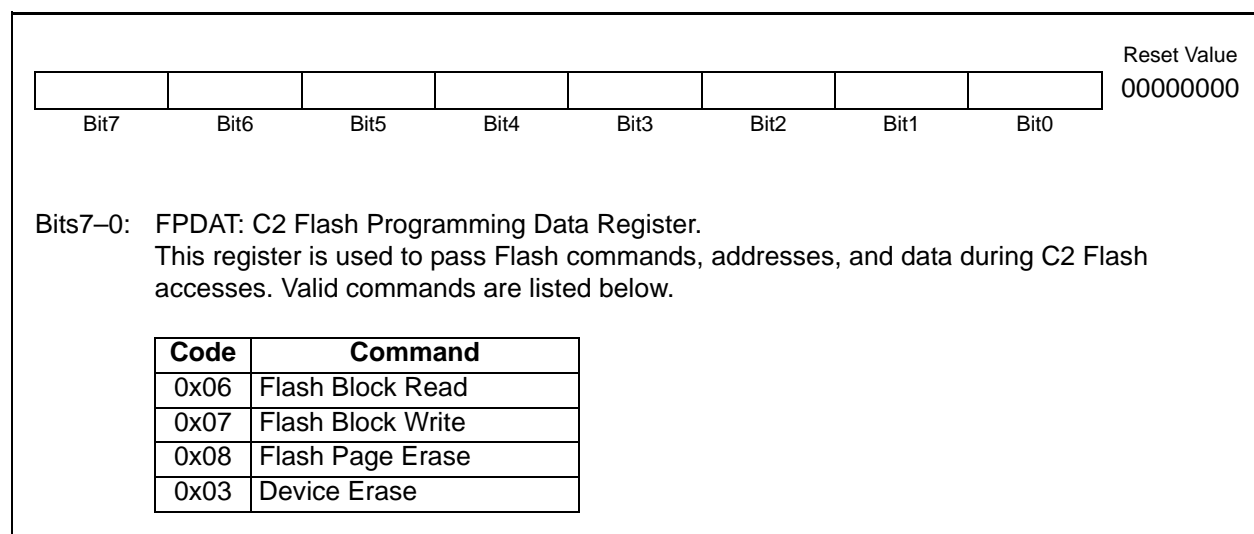 Reset Value
00000000
Bit7 Bit6 Bit5 Bit4 Bit3 Bit2 Bit1 Bit0
Bits7–0: FPDAT: C2 Flash Programming Data Register.
This register is used to pass Flash commands, addresses, and data during C2 Flash
accesses. Valid commands are listed below.
Code Command
0x06 Flash Block Read
0x07 Flash Block Write
0x08 Flash Page Erase
0x03 Device Erase